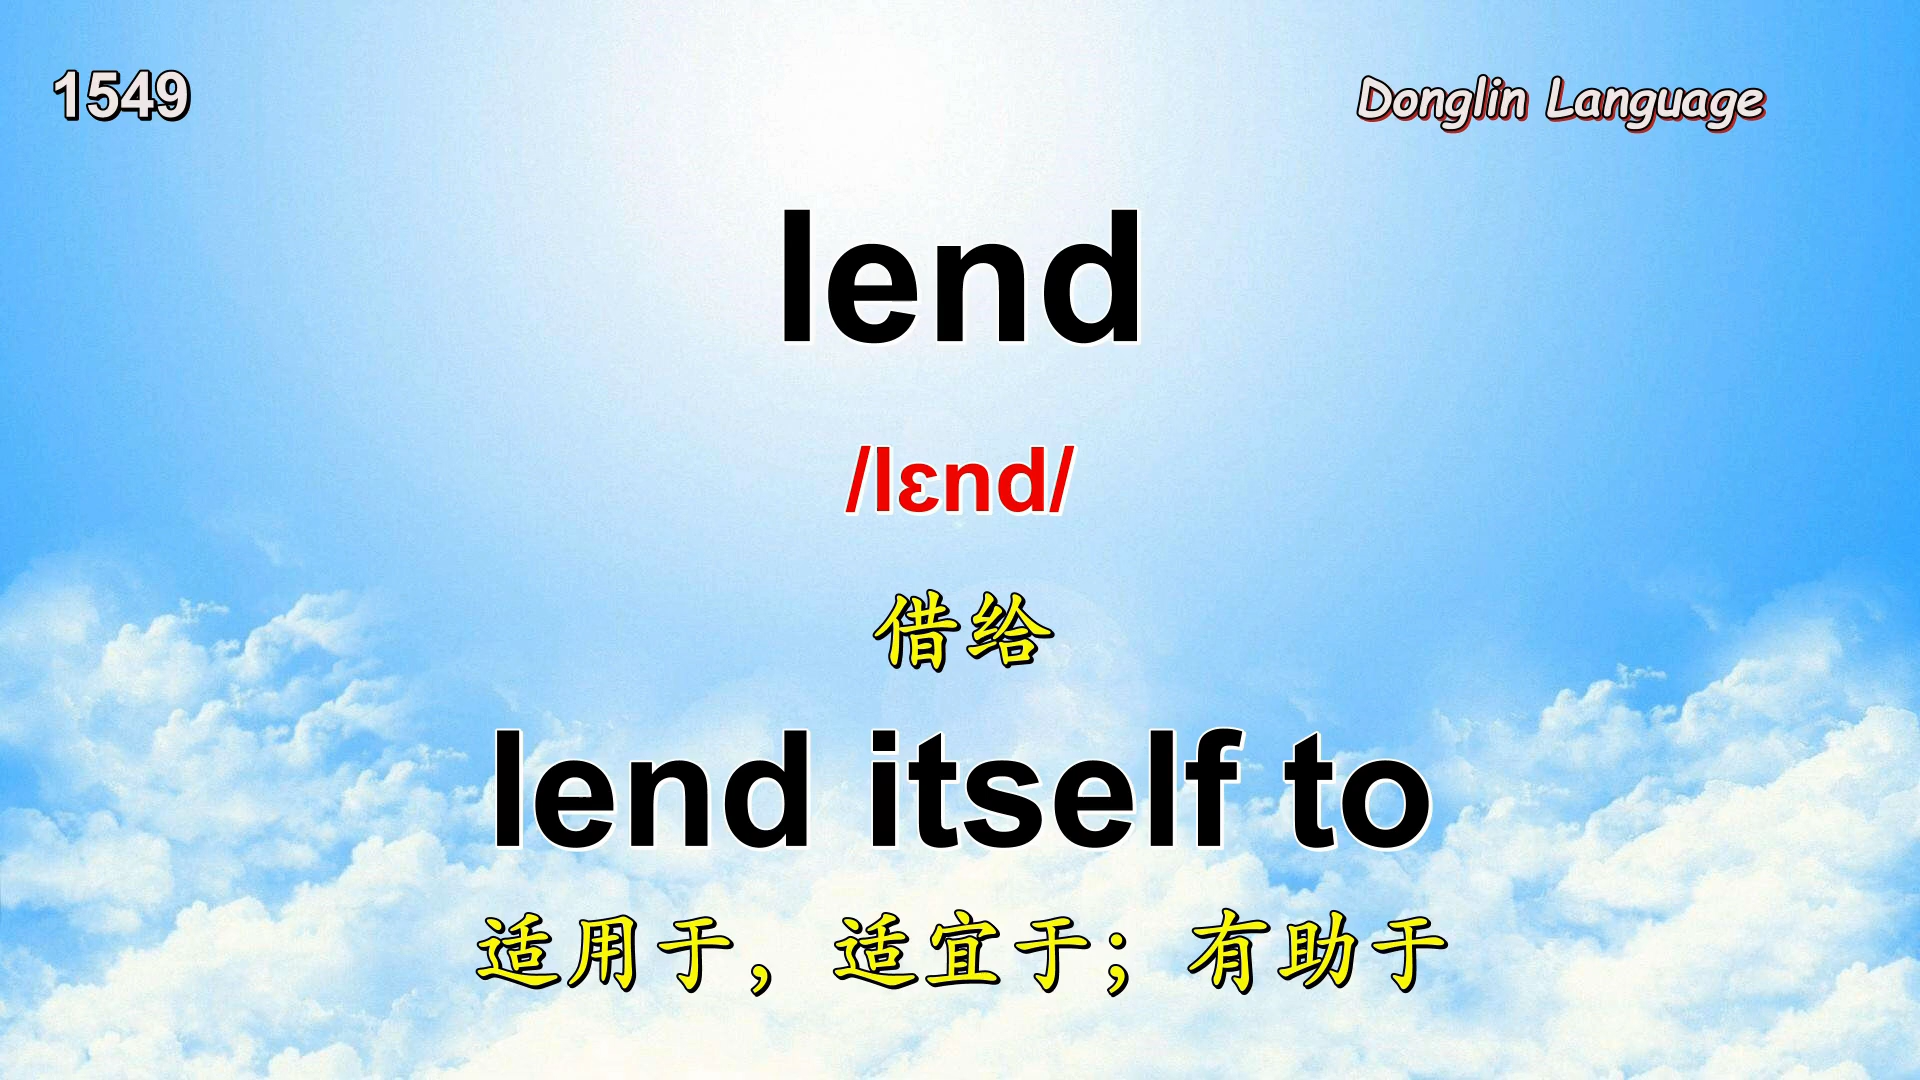 1549
Donglin Language
lend
/lɛnd/
借给
lend itself to
适用于，适宜于；有助于